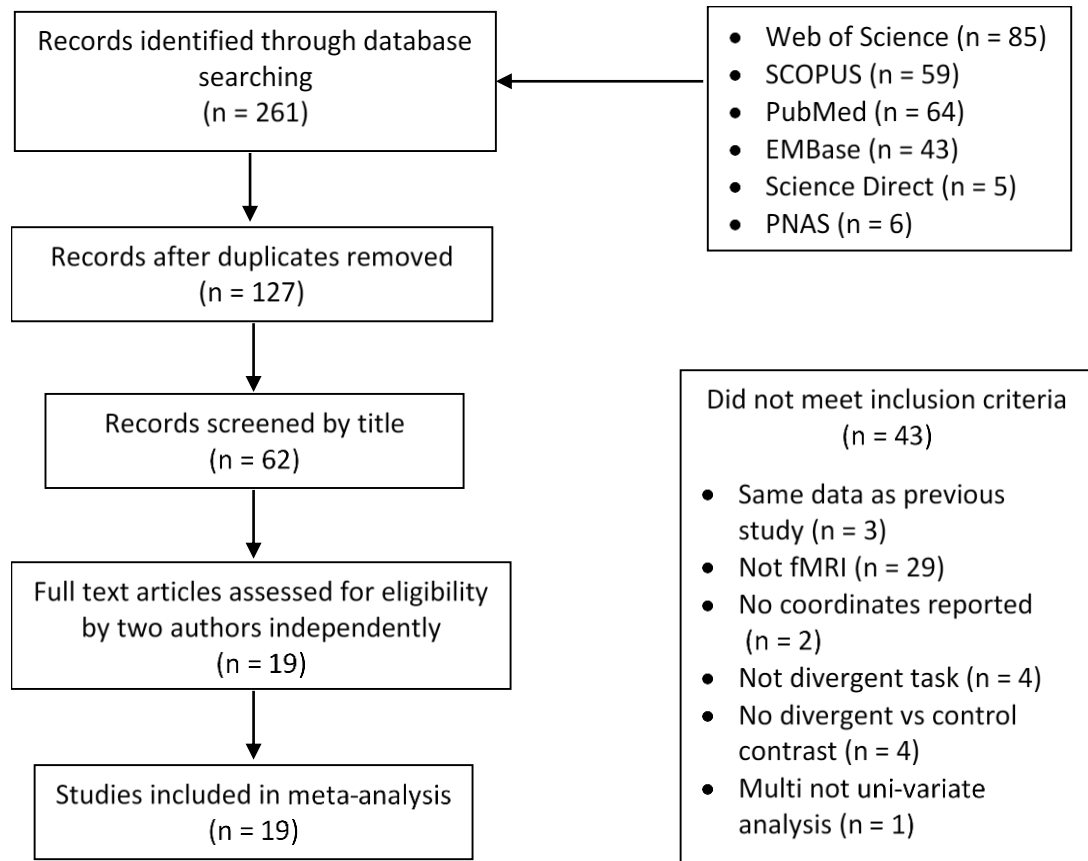 Records identified through database
searching
(n = 261)
• Web of Science (n = 85)
• SCOPUS (n = 59)
• PubMed (n = 64)
• EMBase (n = 43)
• Science Direct (n = 5)
• PNAS (n = 6)
Records after duplicates removed
(n = 127)
Records screened by title
(n = 62)
Full text articles assessed for eligibility
by two authors independently
(n = 19)
Studies included in meta-analysis
(n = 19)
Did not meet inclusion criteria
(n = 43)
• Same data as previous
study (n = 3)
• Not fMRI (n = 29)
• No coordinates reported
(n = 2)
• Not divergent task (n = 4)
• No divergent vs control
contrast (n = 4)
• Multi not uni-variate
analysis (n = 1)